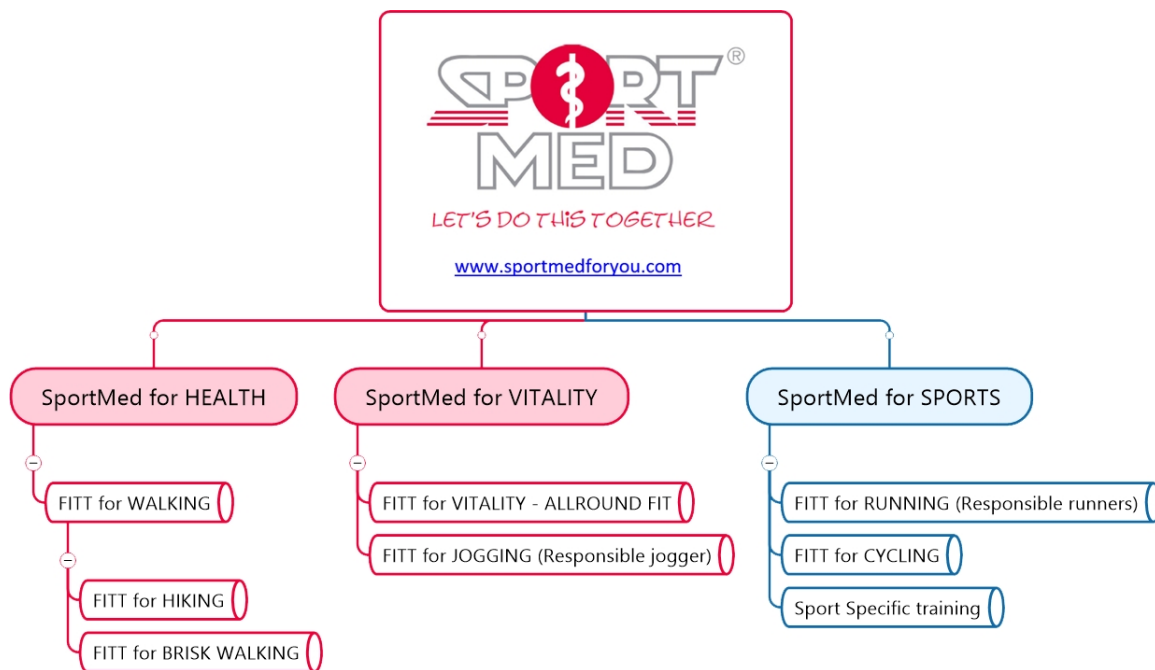 SPORT®
MED
LET'S DO THIS TOGETHER
www.sportmedforyou.com
SportMed for HEALTH
FITT for WALKING
FITT for HIKING
FITT for BRISK WALKING
SportMed for VITALITY
FITT for VITALITY - ALLROUND FIT
FITT for JOGGING (Responsible jogger)
SportMed for SPORTS
FITT for RUNNING (Responsible runners)
FITT for CYCLING
Sport Specific training